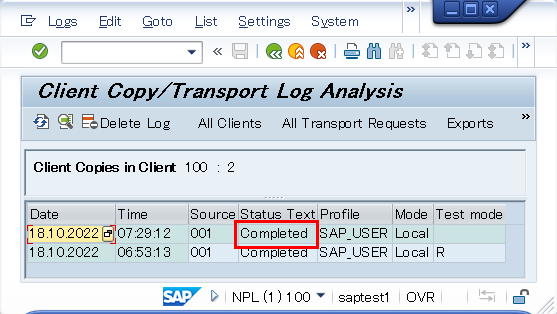 Logs Edit Goto List Settings System »
«
»
Client Copy/Transport Log Analysis
Delete Log All Clients All Transport Requests Exports »
Client Copies in Client 100 : 2
Date Time Source Status Text Profile Mode Test mode
18.10.2022 07:29:12 001 Completed SAP_USER Local
18.10.2022 06:53:13 001 Completed SAP_USER Local R
SAP NPL (1) 100 saptest1 OVR